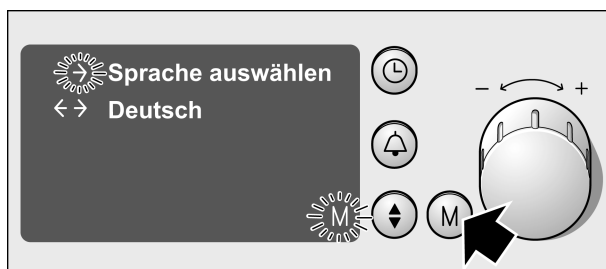 → Sprache auswählen
← → Deutsch
M
M
− +